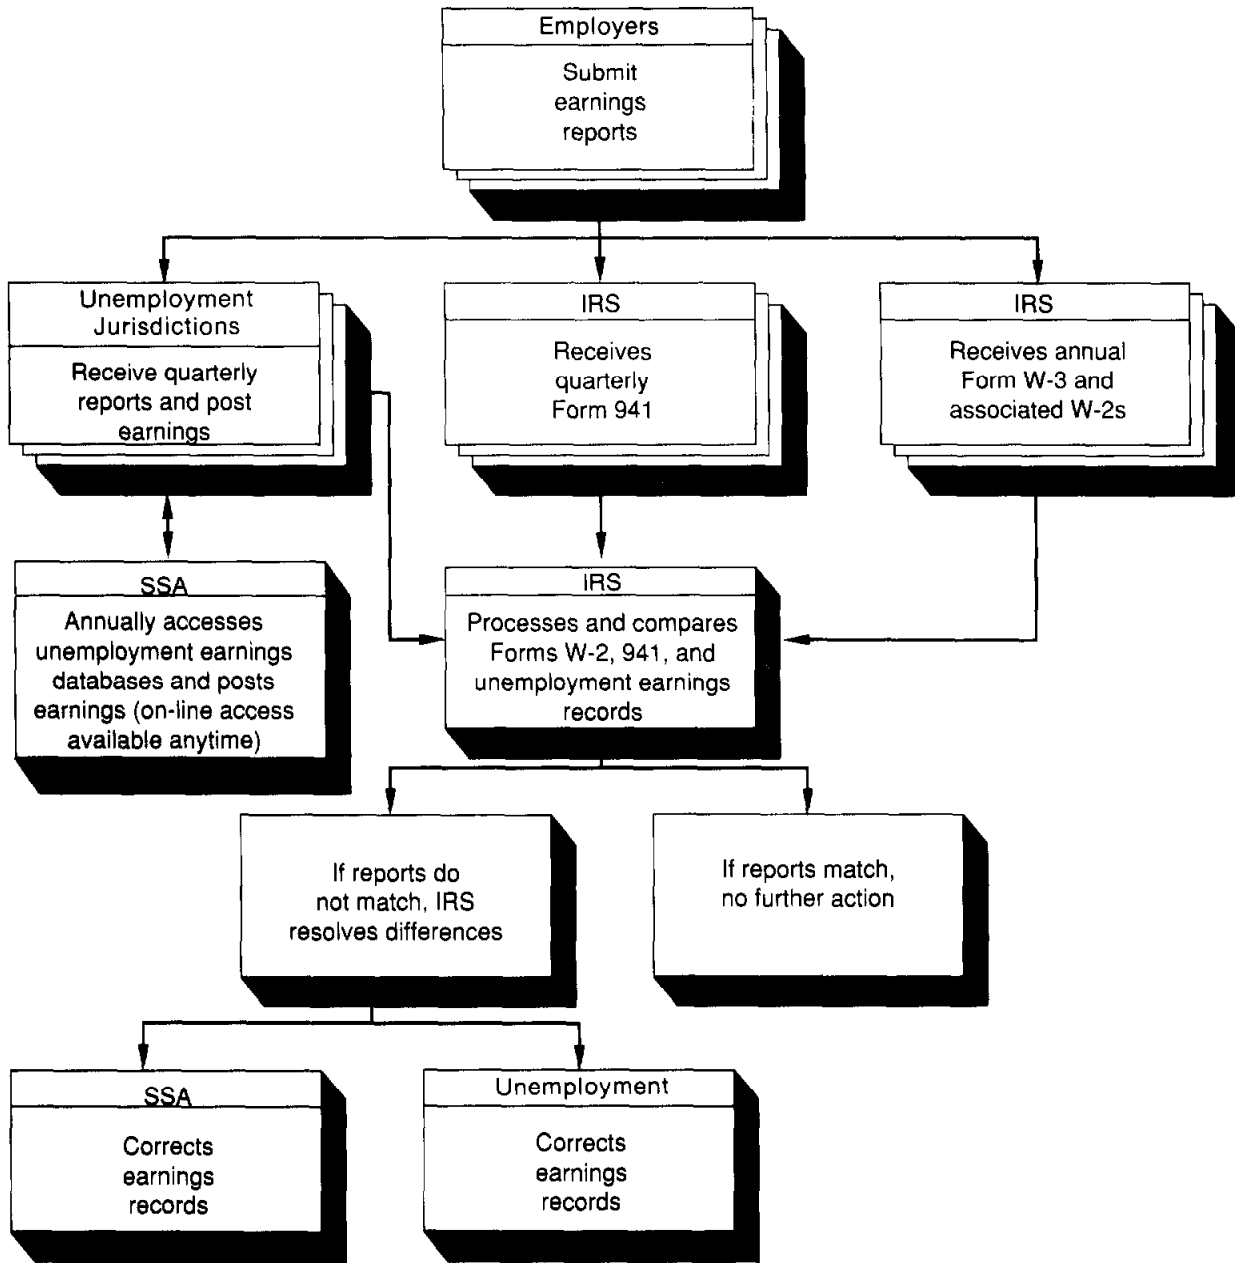 Employers
Submit
earnings
reports
Unemployment
Jurisdictions
Receive quarterly
reports and post
earnings
IRS
Receives
quarterly
Form 941
IRS
Receives annual
Form W-3 and
associated W-2s
SSA
Annually accesses
unemployment earnings
databases and posts
earnings (on-line access
available anytime)
IRS
Processes and compares
Forms W-2, 941, and
unemployment earnings
records
If reports do
not match, IRS
resolves differences
If reports match,
no further action
SSA
Corrects
earnings
records
Unemployment
Corrects
earnings
records